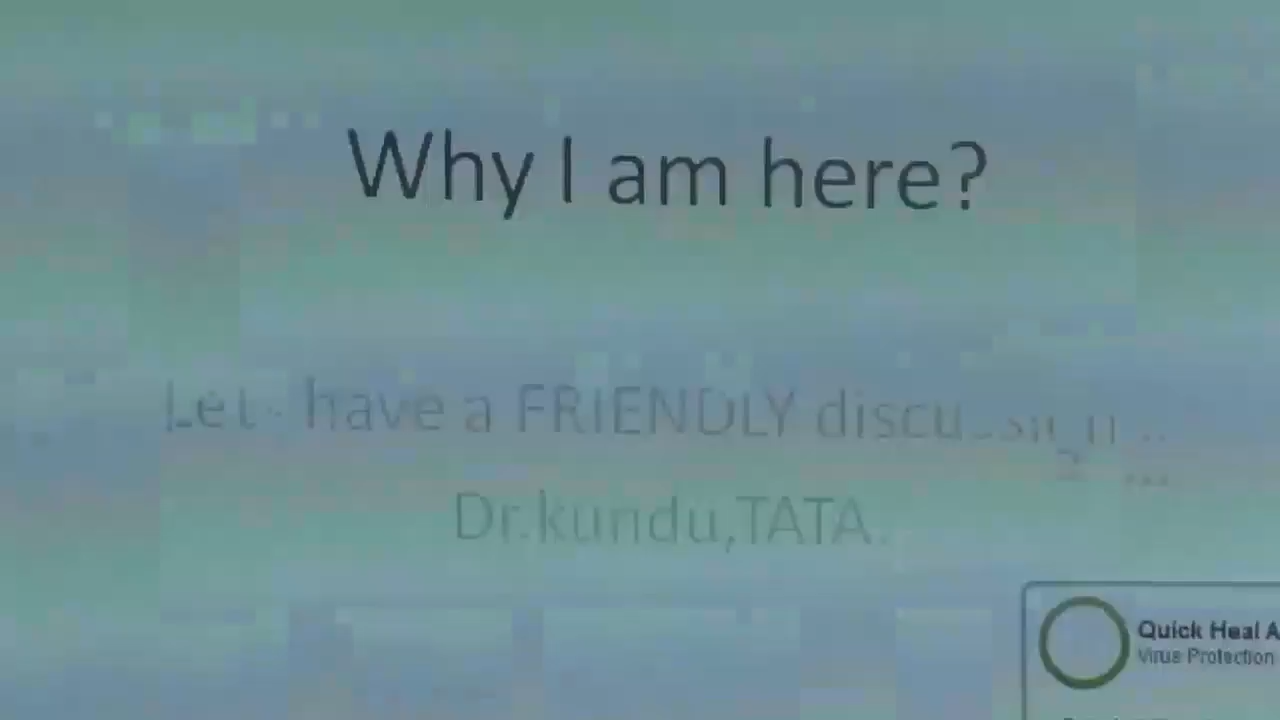 Why I am here?
have a FRIENDLY
Dr.kundu,TATA.
Quick Heal A
Virus Protection